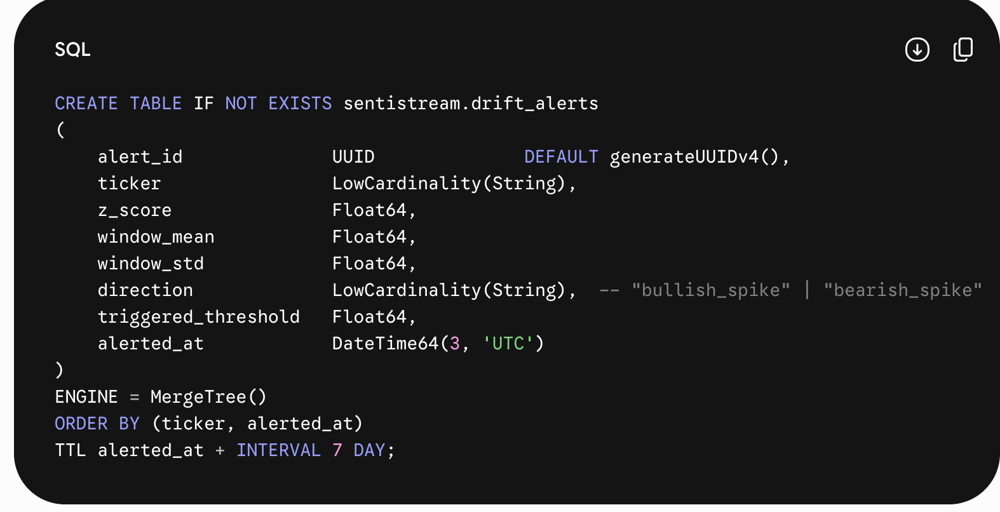 SQL
CREATE TABLE IF NOT EXISTS sentistream.drift_alerts
(
    alert_id              UUID              DEFAULT generateUUIDv4(),
    ticker                LowCardinality(String),
    z_score               Float64,
    window_mean           Float64,
    window_std            Float64,
    direction             LowCardinality(String),  -- "bullish_spike" | "bearish_spike"
    triggered_threshold   Float64,
    alerted_at            DateTime64(3, 'UTC')
)
ENGINE = MergeTree()
ORDER BY (ticker, alerted_at)
TTL alerted_at + INTERVAL 7 DAY;